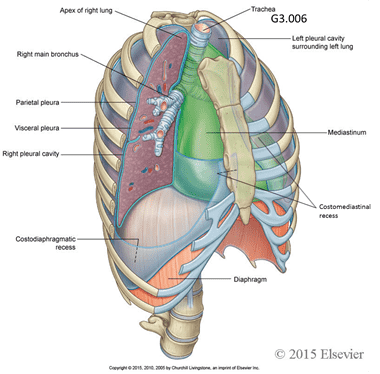 Apex of right lung
Trachea
G3.006
Right main bronchus
Left pleural cavity
surrounding left lung
Parietal pleura
Visceral pleura
Mediastinum
Right pleural cavity
Costomediastinal
recess
Costodiaphragmatic
recess
Diaphragm
© 2015 Elsevier
Copyright © 2015, 2010, 2005 by Churchill Livingstone, an imprint of Elsevier Inc.